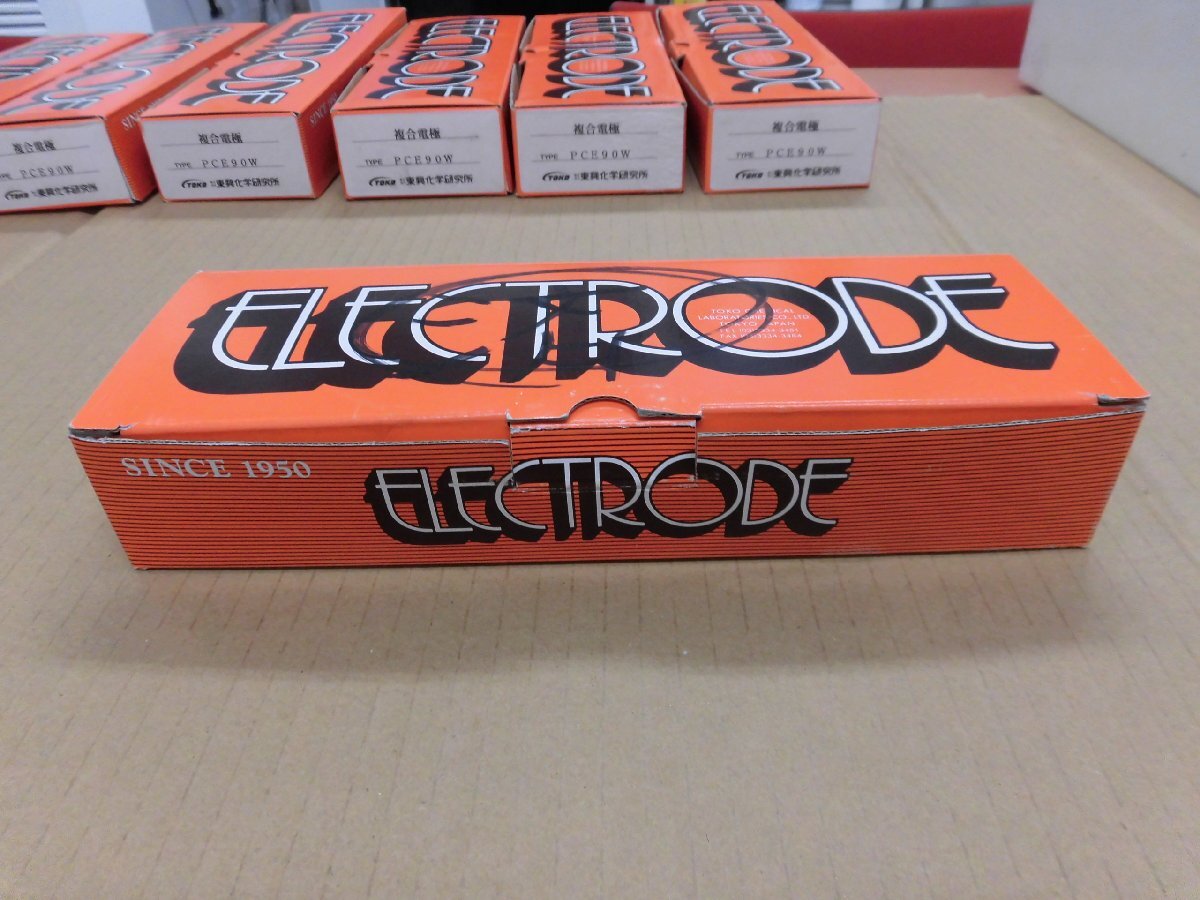 ELECTRODE
ELECTRODE
ELECTRODE
ELECTRODE
複合電極
TYPE PCE90W
TOKO 東興化学研究所
複合電極
TYPE PCE90W
TOKO 東興化学研究所
複合電極
TYPE PCE90W
TOKO 東興化学研究所
複合電極
TYPE PCE90W
TOKO 東興化学研究所
複合電極
TYPE PCE90W
TOKO 東興化学研究所
ELECTRODE
LABORATORIES CO., LTD.
TOKYO, JAPAN
SINCE 1950
ELECTRODE